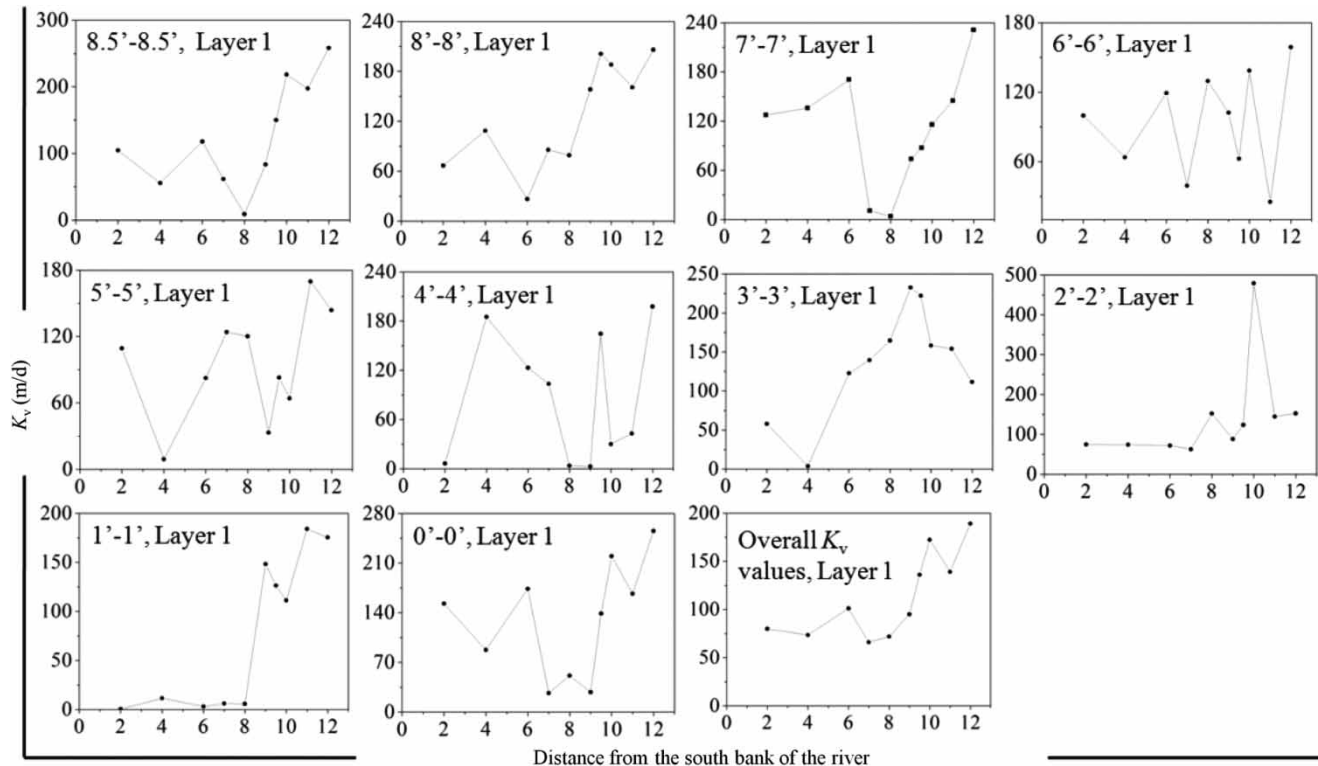 8.5’-8.5’, Layer 1
300
200
100
0
0 2 4 6 8 10 12
8’-8’, Layer 1
240
180
120
60
0
0 2 4 6 8 10 12
7’-7’, Layer 1
240
180
120
60
0
0 2 4 6 8 10 12
6’-6’, Layer 1
180
120
60
0 2 4 6 8 10 12
5’-5’, Layer 1
180
120
60
0
0 2 4 6 8 10 12
4’-4’, Layer 1
240
180
120
60
0
0 2 4 6 8 10 12
3’-3’, Layer 1
250
200
150
100
50
0
0 2 4 6 8 10 12
2’-2’, Layer 1
500
400
300
200
100
0
0 2 4 6 8 10 12
Kv (m/d)
1’-1’, Layer 1
200
150
100
50
0
0 2 4 6 8 10 12
0’-0’, Layer 1
280
210
140
70
0
0 2 4 6 8 10 12
Overall Kv
values, Layer 1
200
150
100
50
0
0 2 4 6 8 10 12
Distance from the south bank of the river